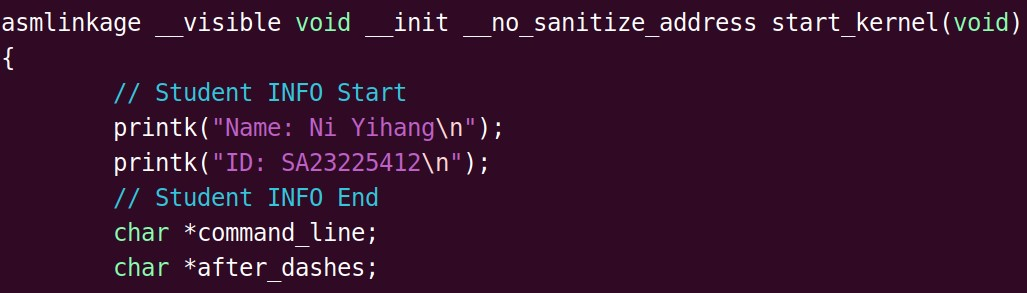 asmlinkage __visible void __init __no_sanitize_address start_kernel(void)
{
        // Student INFO Start
        printk("Name: Ni Yihang\n");
        printk("ID: SA23225412\n");
        // Student INFO End
        char *command_line;
        char *after_dashes;